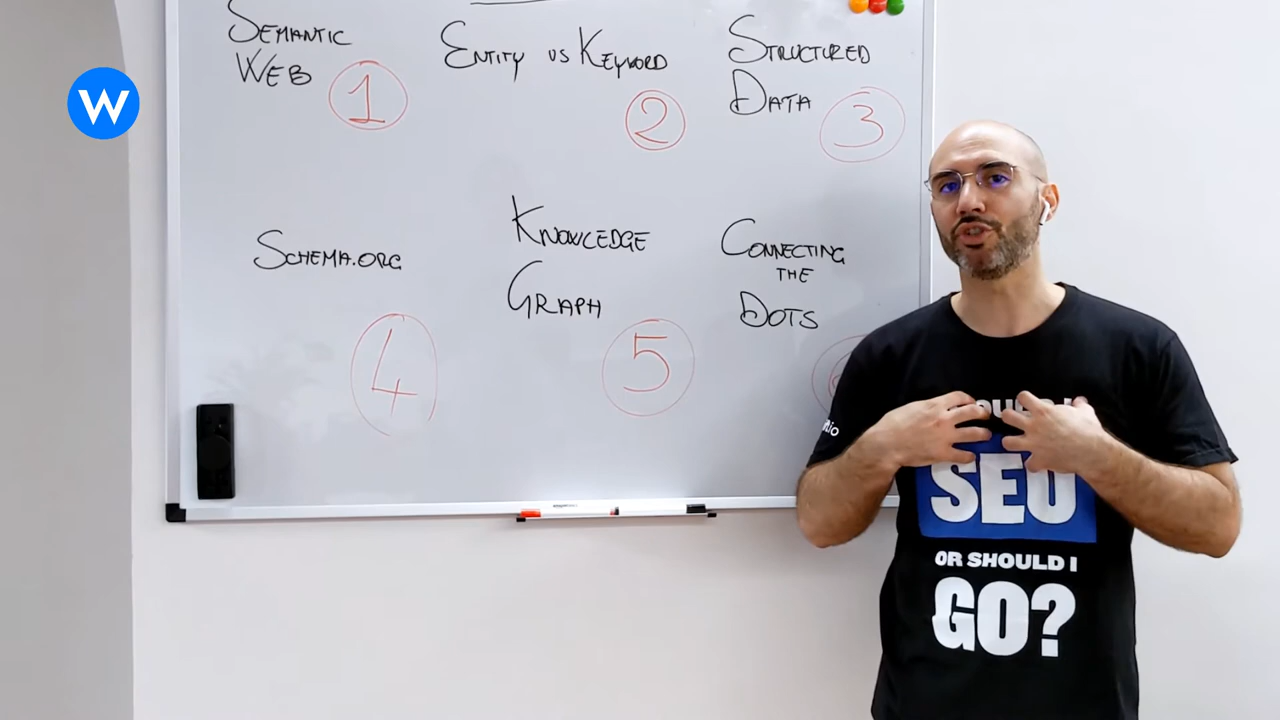 W
SEMANTIC
WEB
1
ENTITY VS KEYWORD
2
STRUCTURED
DATA
3
SCHEMA.ORG
4
KNOWLEDGE
GRAPH
5
CONNECTING
THE
DOTS
SEO
OR SHOULD I
GO?